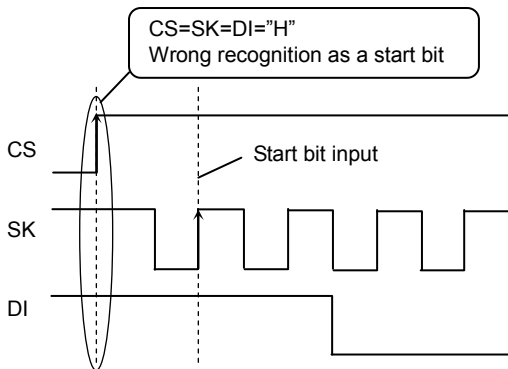 CS=SK=DI="H"
Wrong recognition as a start bit
CS
Start bit input
SK
DI